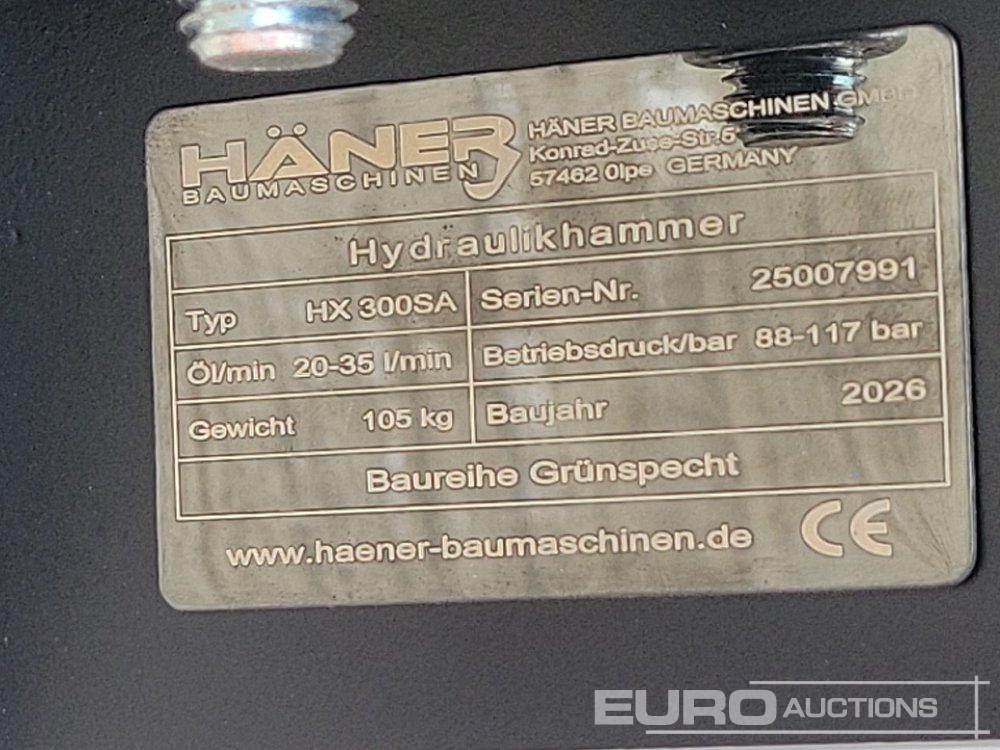 HÄNER
BAUMASCHINEN
HÄNER BAUMASCHINEN GMBH
Konrad-Zuse-Str.6
57462 Olpe GERMANY
Hydraulikhammer
Typ HX 300SA
Serien-Nr. 25007991
Öl/min 20-35 l/min
Betriebsdruck/bar 88-117 bar
Gewicht 105 kg
Baujahr 2026
Baureihe Grünspecht
www.haener-baumaschinen.de
CE
EURO AUCTIONS